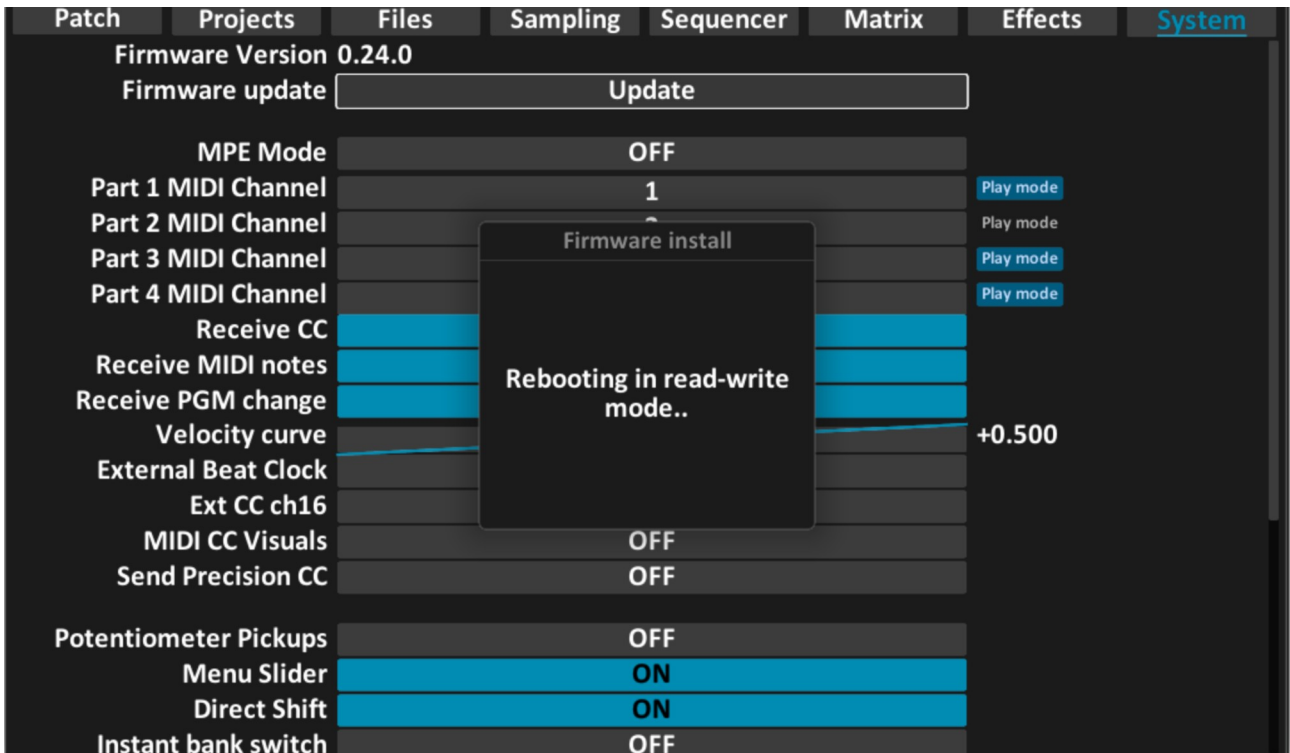 Patch Projects Files Sampling Sequencer Matrix Effects System
Firmware Version 0.24.0
Firmware update Update
MPE Mode OFF
Part 1 MIDI Channel 1 Play mode
Part 2 MIDI Channel Play mode
Firmware install
Part 3 MIDI Channel Play mode
Part 4 MIDI Channel Play mode
Receive CC
Receive MIDI notes
Rebooting in read-write
mode..
Receive PGM change
Velocity curve +0.500
External Beat Clock
Ext CC ch16
MIDI CC Visuals OFF
Send Precision CC OFF
Potentiometer Pickups OFF
Menu Slider ON
Direct Shift ON
Instant bank switch OFF